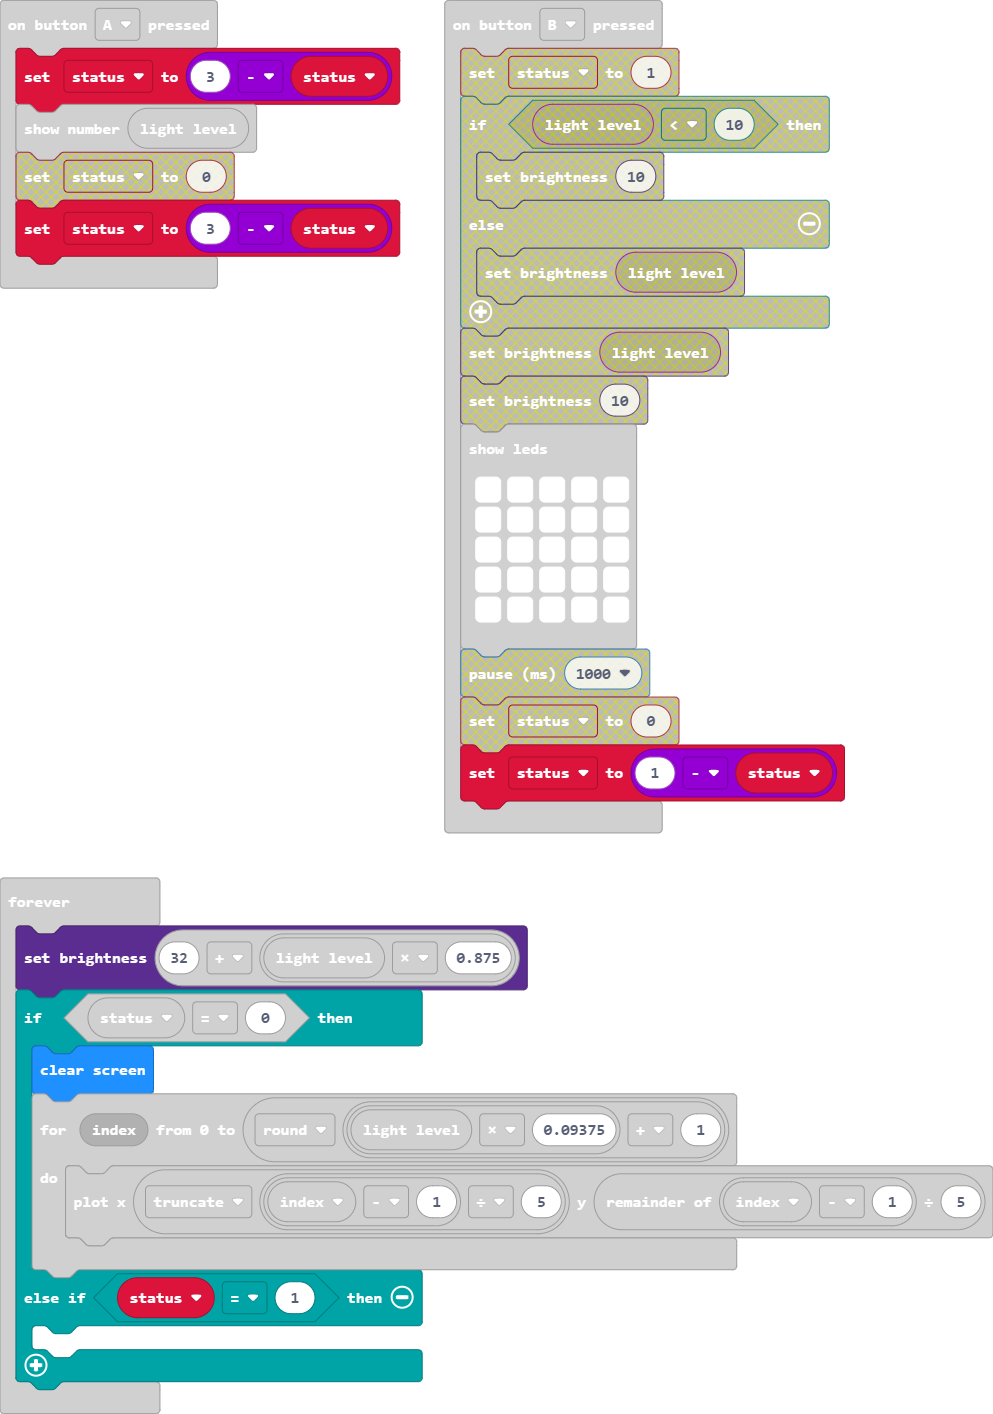 on button A pressed
set status to 3 - status
show number light level
set status to 0
set status to 3 - status
on button B pressed
set status to 1
if light level < 10 then
set brightness 10
else
set brightness light level
set brightness light level
set brightness 10
show leds
pause (ms) 1000
set status to 0
set status to 1 - status
forever
set brightness 32 + light level × 0.875
if status = 0 then
clear screen
for index from 0 to round light level × 0.09375 + 1
do
plot x truncate index - 1 ÷ 5 y remainder of index - 1 ÷ 5
else if status = 1 then